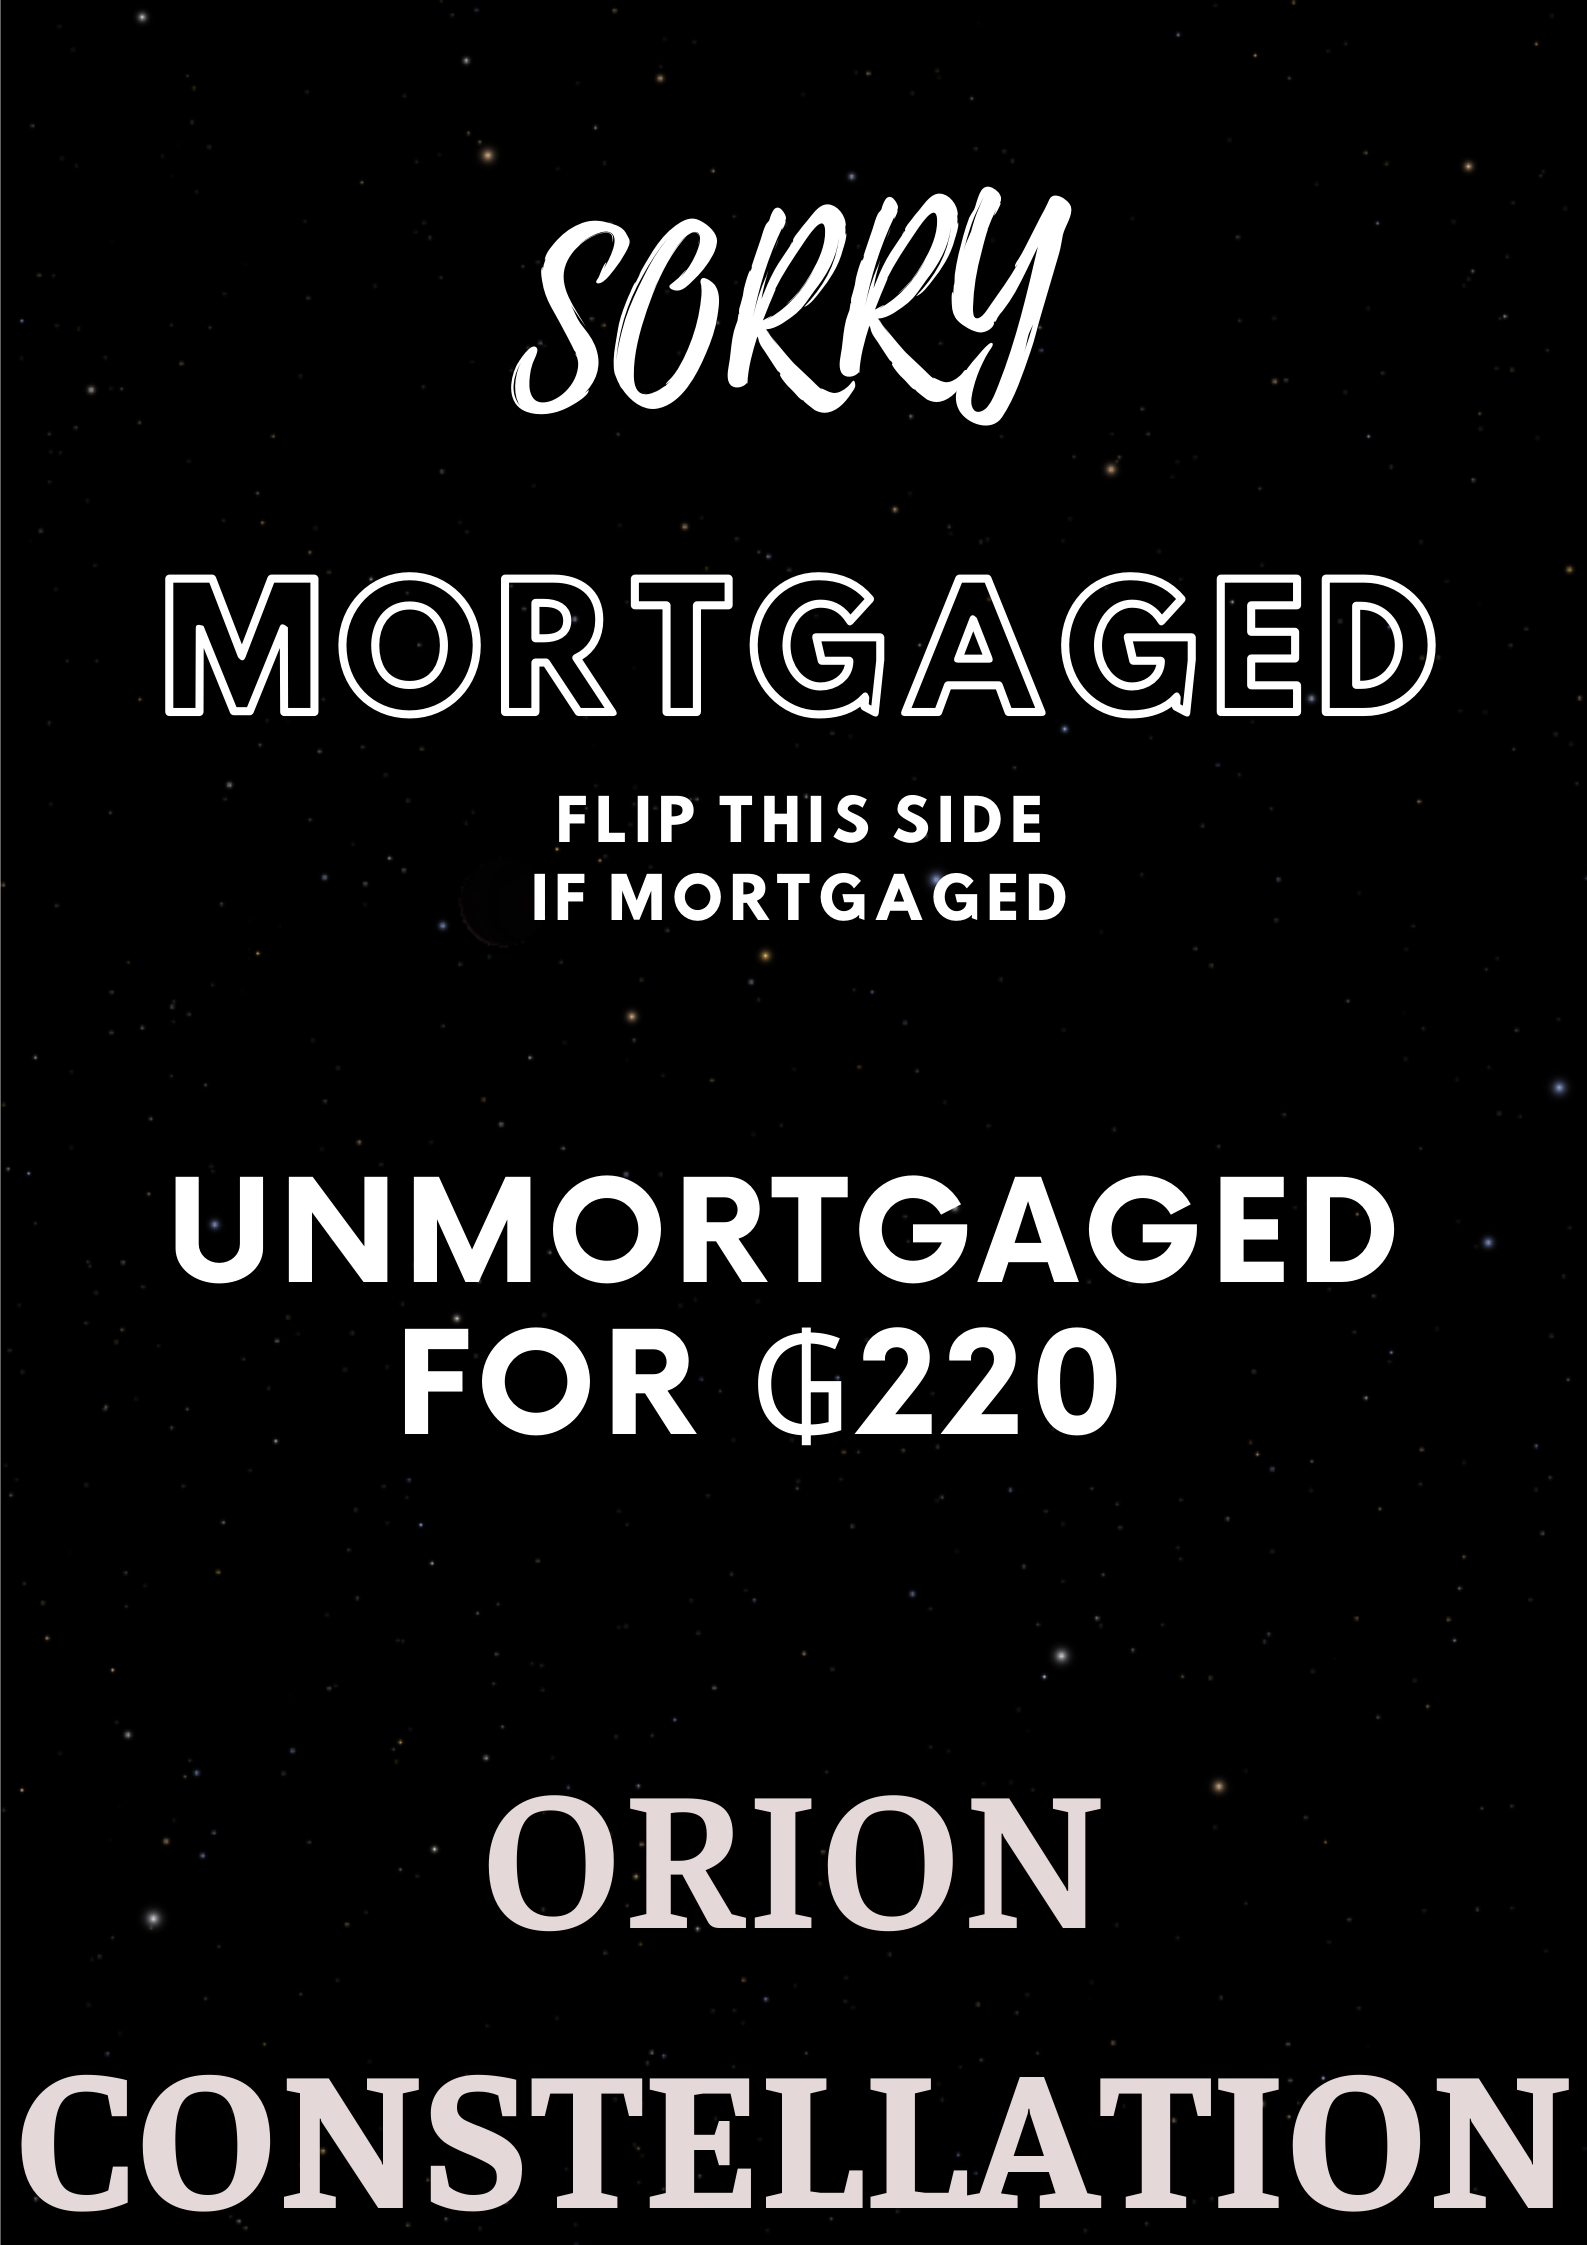 SORRY
MORTGAGED
FLIP THIS SIDE
IF MORTGAGED
UNMORTGAGED
FOR ₲220
ORION
CONSTELLATION